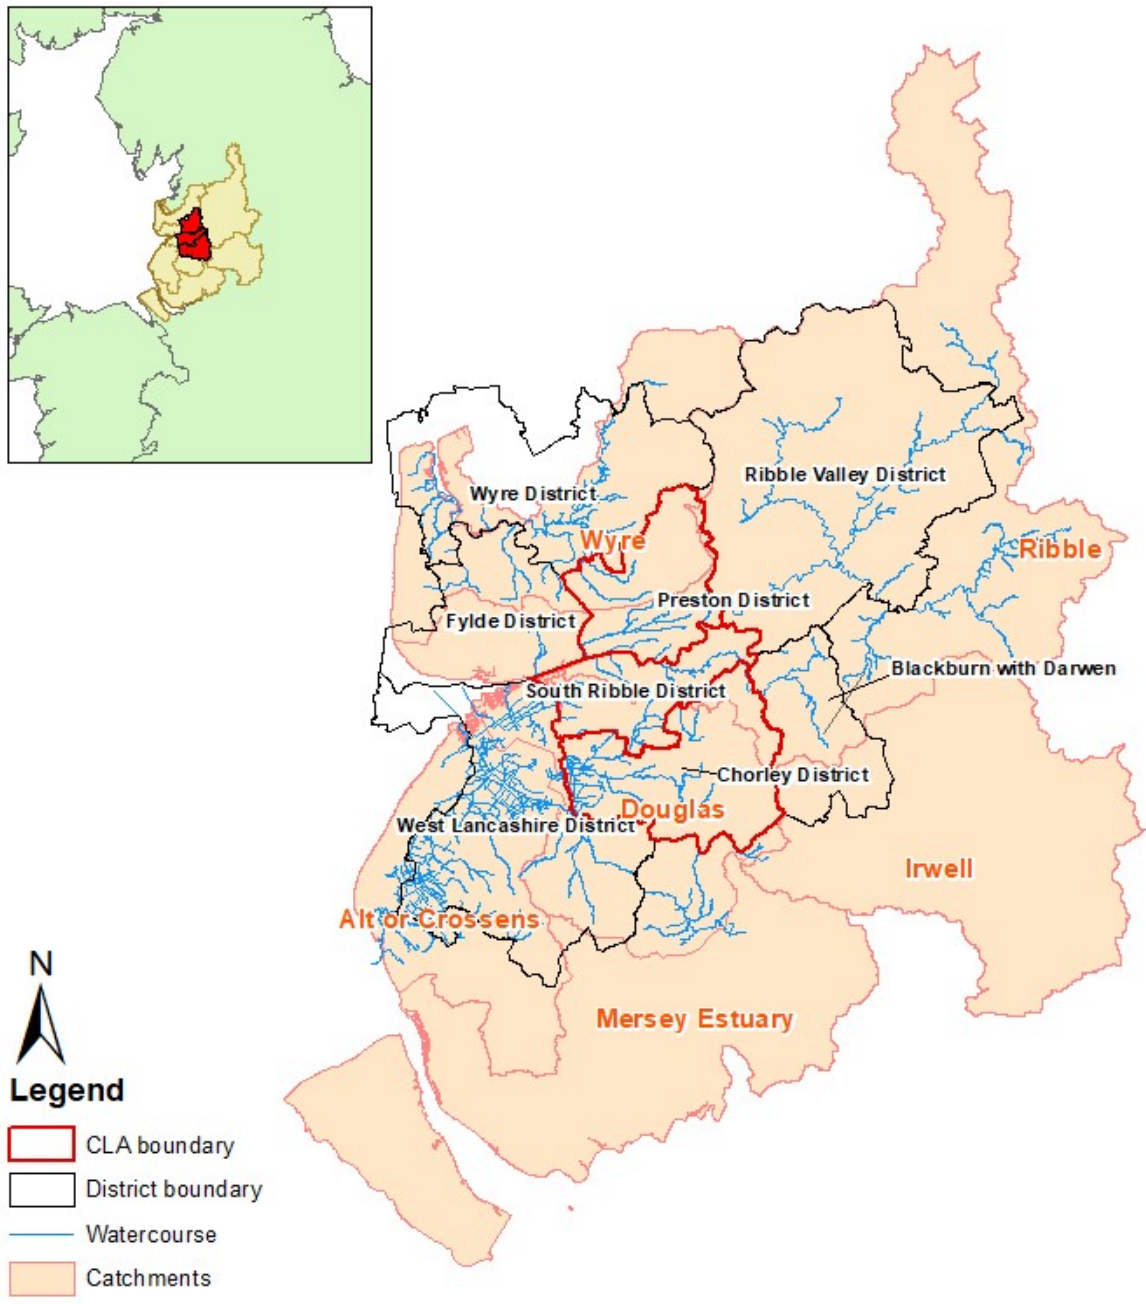 Ribble Valley District
Wyre District
Wyre
Ribble
Preston District
Fylde District
Blackburn with Darwen
South Ribble District
Chorley District
Douglas
West Lancashire District
Irwell
Alt or Crossens
Mersey Estuary
N
Legend
CLA boundary
District boundary
Watercourse
Catchments